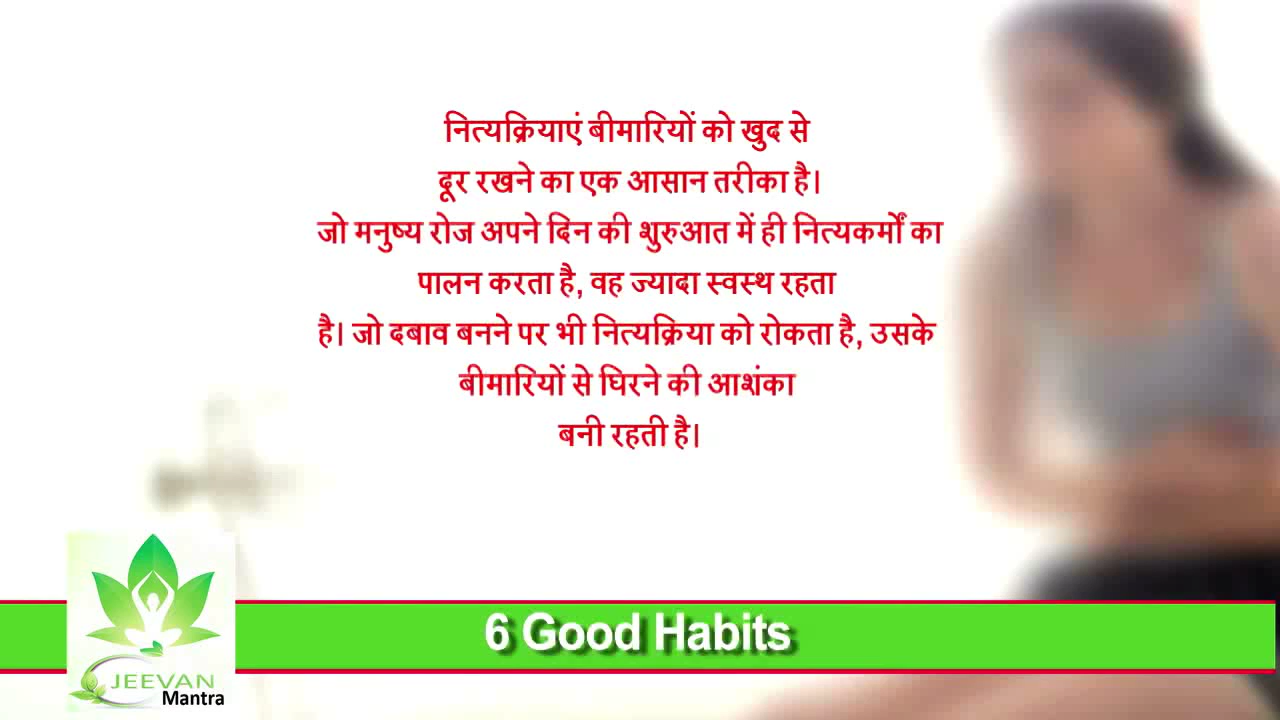 नित्यक्रियाएं बीमारियों को खुद से
दूर रखने का एक आसान तरीका है।
जो मनुष्य रोज अपने दिन की शुरुआत में ही नित्यकर्मों का
पालन करता है, वह ज्यादा स्वस्थ रहता
है। जो दबाव बनने पर भी नित्यक्रिया को रोकता है, उसके
बीमारियों से घिरने की आशंका
बनी रहती है।
6 Good Habits
JEEVAN
Mantra